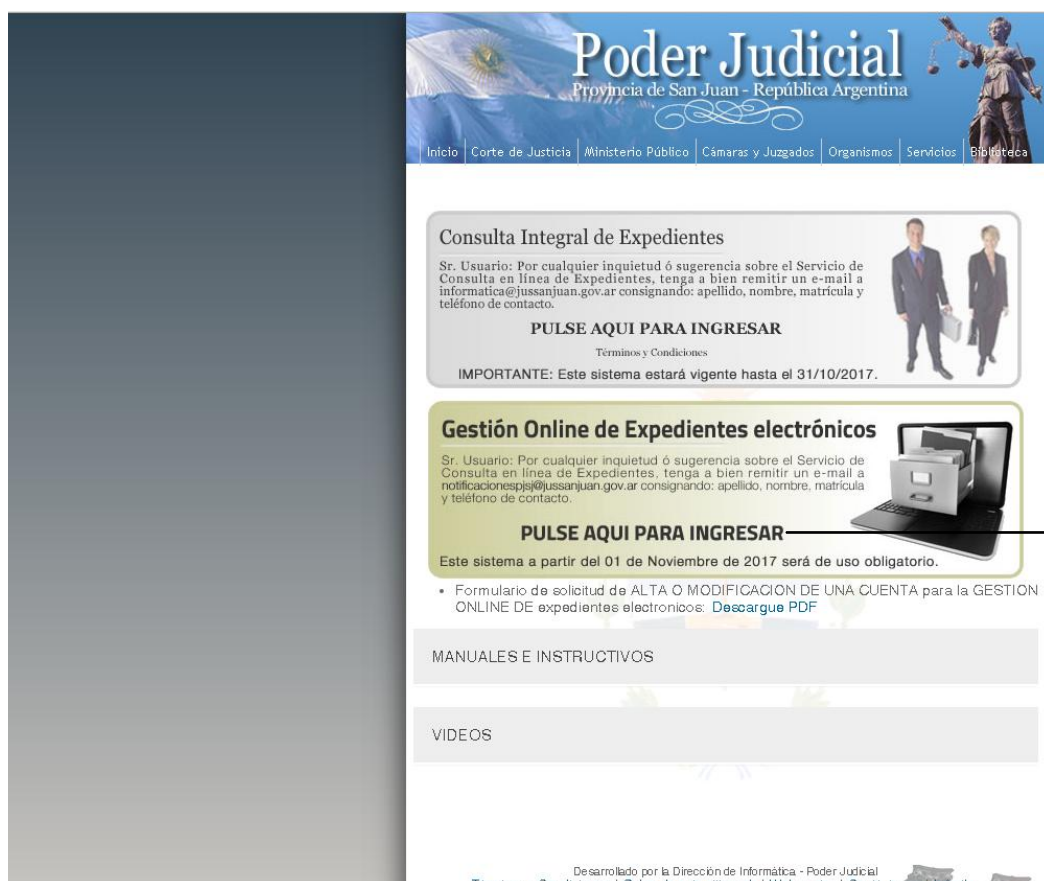 Poder Judicial
Provincia de San Juan - República Argentina
Inicio Corte de Justicia Ministerio Público Cámaras y Juzgados Organismos Servicios Biblioteca
Consulta Integral de Expedientes
Sr. Usuario: Por cualquier inquietud ó sugerencia sobre el Servicio de
Consulta en línea de Expedientes, tenga a bien remitir un e-mail a
informatica@jussanjuan.gov.ar consignando: apellido, nombre, matrícula y
teléfono de contacto.
PULSE AQUI PARA INGRESAR
Términos y Condiciones
IMPORTANTE: Este sistema estará vigente hasta el 31/10/2017.
Gestión Online de Expedientes electrónicos
Sr. Usuario: Por cualquier inquietud ó sugerencia sobre el Servicio de
Consulta en línea de Expedientes, tenga a bien remitir un e-mail a
notificacionespjsj@jussanjuan.gov.ar consignando: apellido, nombre, matrícula
y teléfono de contacto.
PULSE AQUI PARA INGRESAR
Este sistema a partir del 01 de Noviembre de 2017 será de uso obligatorio.
• Formulario de solicitud de ALTA O MODIFICACION DE UNA CUENTA para la GESTION
ONLINE DE expedientes electronicos: Descargue PDF
MANUALES E INSTRUCTIVOS
VIDEOS
Desarrollado por la Dirección de Informática - Poder Judicial